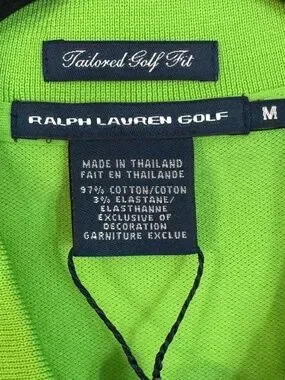 Tailored Golf Fit
RALPH LAUREN GOLF M
MADE IN THAILAND
FAIT EN THAILANDE
97% COTTON/COTON
3% ELASTANE/
ELASTHANNE
EXCLUSIVE OF
DECORATION
GARNITURE EXCLUE